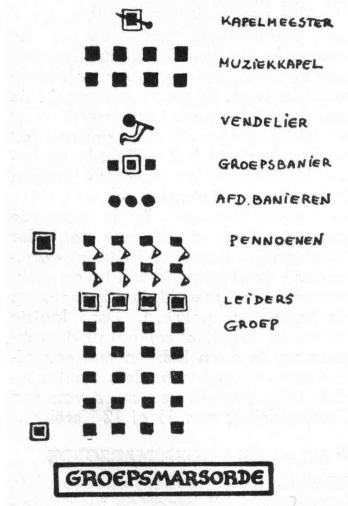 KAPELMEESTER
MUZIEKKAPEL
VENDELIER
GROEPSBANIER
AFD. BANIEREN
PENNOENEN
LEIDERS
GROEP
GROEPSMARSORDE